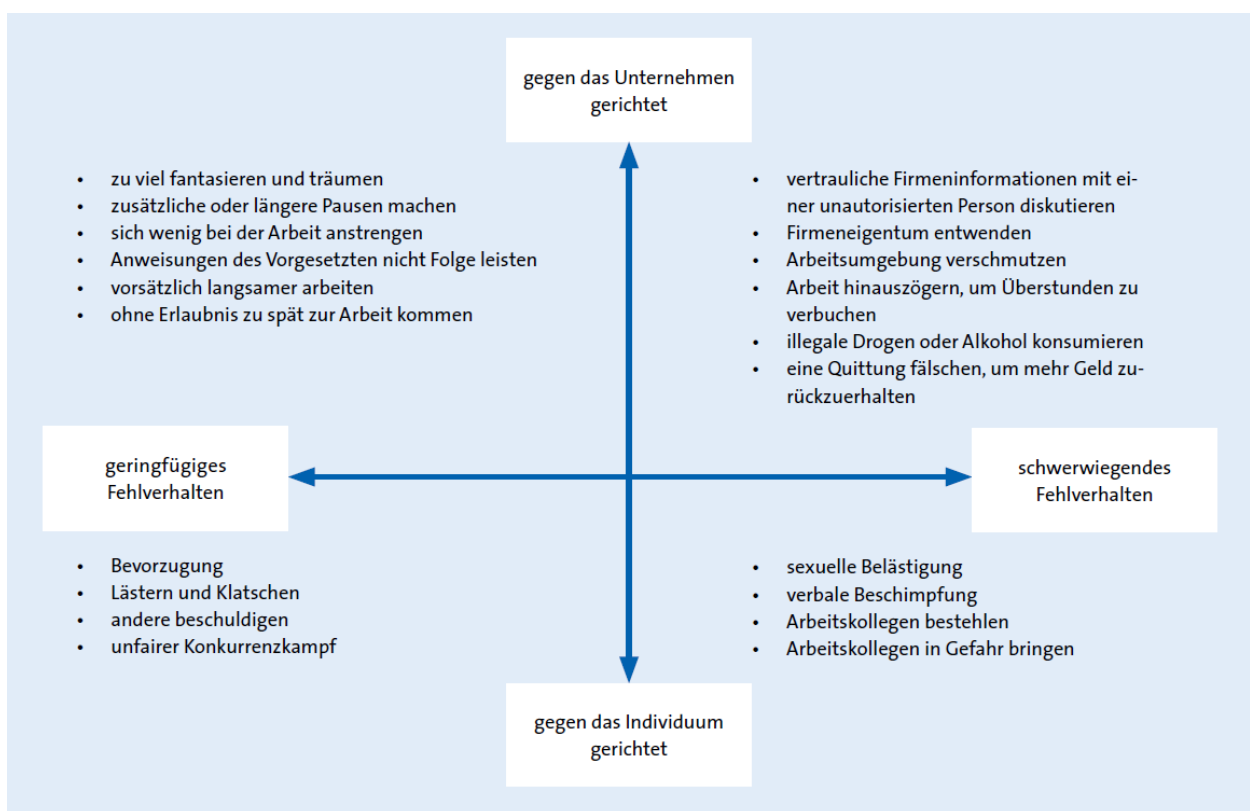 gegen das Unternehmen
gerichtet
• zu viel fantasieren und träumen
• zusätzliche oder längere Pausen machen
• sich wenig bei der Arbeit anstrengen
• Anweisungen des Vorgesetzten nicht Folge leisten
• vorsätzlich langsamer arbeiten
• ohne Erlaubnis zu spät zur Arbeit kommen
• vertrauliche Firmeninformationen mit ei-
ner unautorisierten Person diskutieren
• Firmeneigentum entwenden
• Arbeitsumgebung verschmutzen
• Arbeit hinauszögern, um Überstunden zu
verbuchen
• illegale Drogen oder Alkohol konsumieren
• eine Quittung fälschen, um mehr Geld zu-
rückzuerhalten
geringfügiges
Fehlverhalten
schwerwiegendes
Fehlverhalten
• Bevorzugung
• Lästern und Klatschen
• andere beschuldigen
• unfairer Konkurrenzkampf
• sexuelle Belästigung
• verbale Beschimpfung
• Arbeitskollegen bestehlen
• Arbeitskollegen in Gefahr bringen
gegen das Individuum
gerichtet